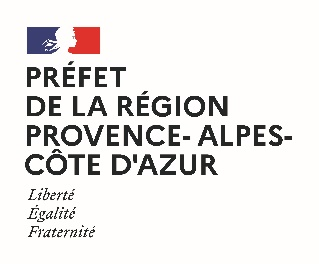 PRÉFET
DE LA RÉGION
PROVENCE- ALPES-
CÔTE D'AZUR
Liberté
Égalité
Fraternité